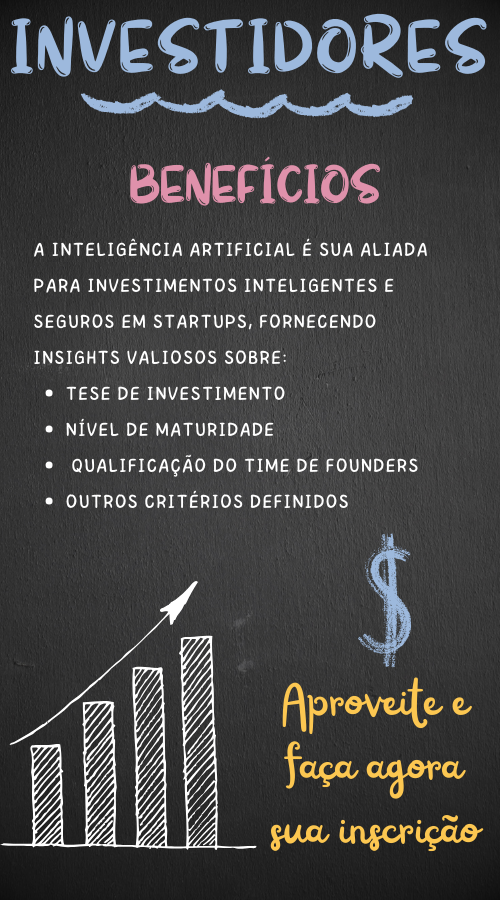 INVESTIDORES
BENEFÍCIOS
A INTELIGÊNCIA ARTIFICIAL É SUA ALIADA
PARA INVESTIMENTOS INTELIGENTES E
SEGUROS EM STARTUPS, FORNECENDO
INSIGHTS VALIOSOS SOBRE:
• TESE DE INVESTIMENTO
• NÍVEL DE MATURIDADE
• QUALIFICAÇÃO DO TIME DE FOUNDERS
• OUTROS CRITÉRIOS DEFINIDOS
$
Aproveite e
faça agora
sua inscrição